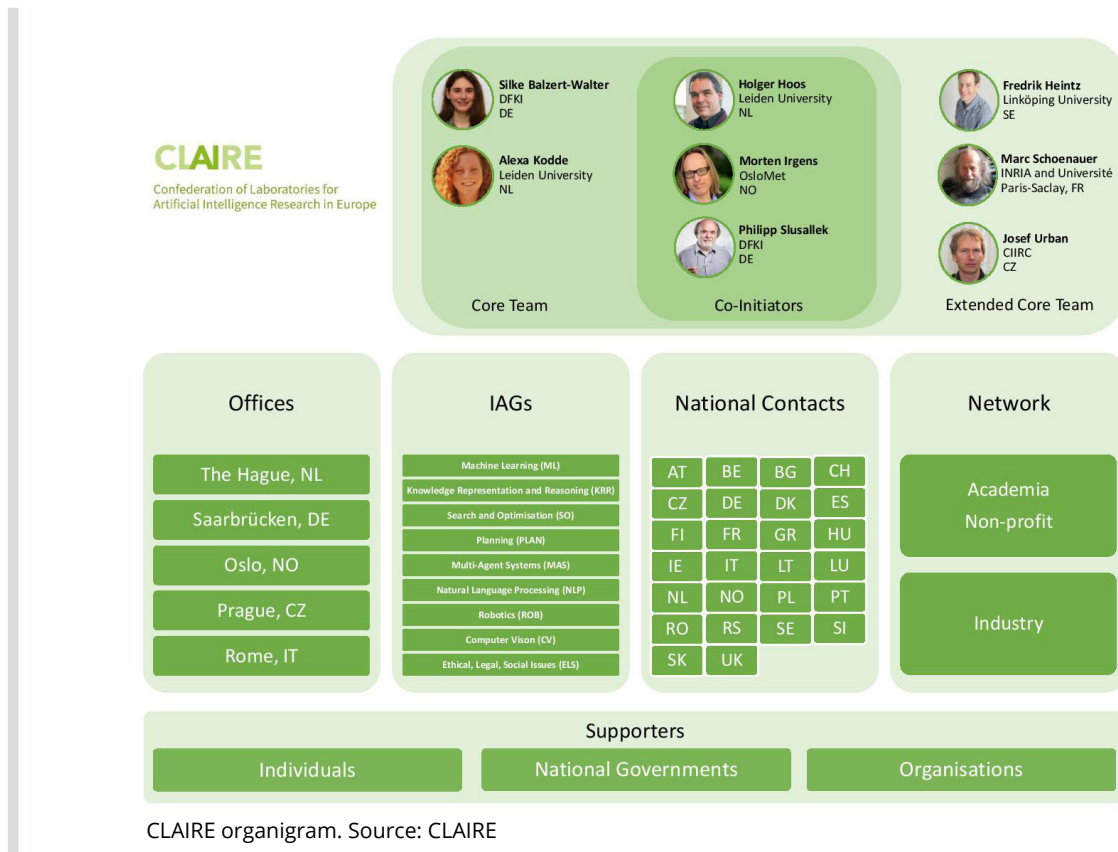 CLAIRE
Confederation of Laboratories for
Artificial Intelligence Research in Europe
Silke Balzert-Walter
DFKI
DE
Alexa Kodde
Leiden University
NL
Core Team
Holger Hoos
Leiden University
NL
Morten Irgens
OsloMet
NO
Philipp Slusallek
DFKI
DE
Co-Initiators
Fredrik Heintz
Linköping University
SE
Marc Schoenauer
INRIA and Université
Paris-Saclay, FR
Josef Urban
CIIRC
CZ
Extended Core Team
Offices
The Hague, NL
Saarbrücken, DE
Oslo, NO
Prague, CZ
Rome, IT
IAGs
Machine Learning (ML)
Knowledge Representation and Reasoning (KRR)
Search and Optimisation (SO)
Planning (PLAN)
Multi-Agent Systems (MAS)
Natural Language Processing (NLP)
Robotics (ROB)
Computer Vison (CV)
Ethical, Legal, Social Issues (ELS)
National Contacts
AT BE BG CH
CZ DE DK ES
FI FR GR HU
IE IT LT LU
NL NO PL PT
RO RS SE SI
SK UK
Network
Academia
Non-profit
Industry
Supporters
Individuals
National Governments
Organisations
CLAIRE organigram. Source: CLAIRE